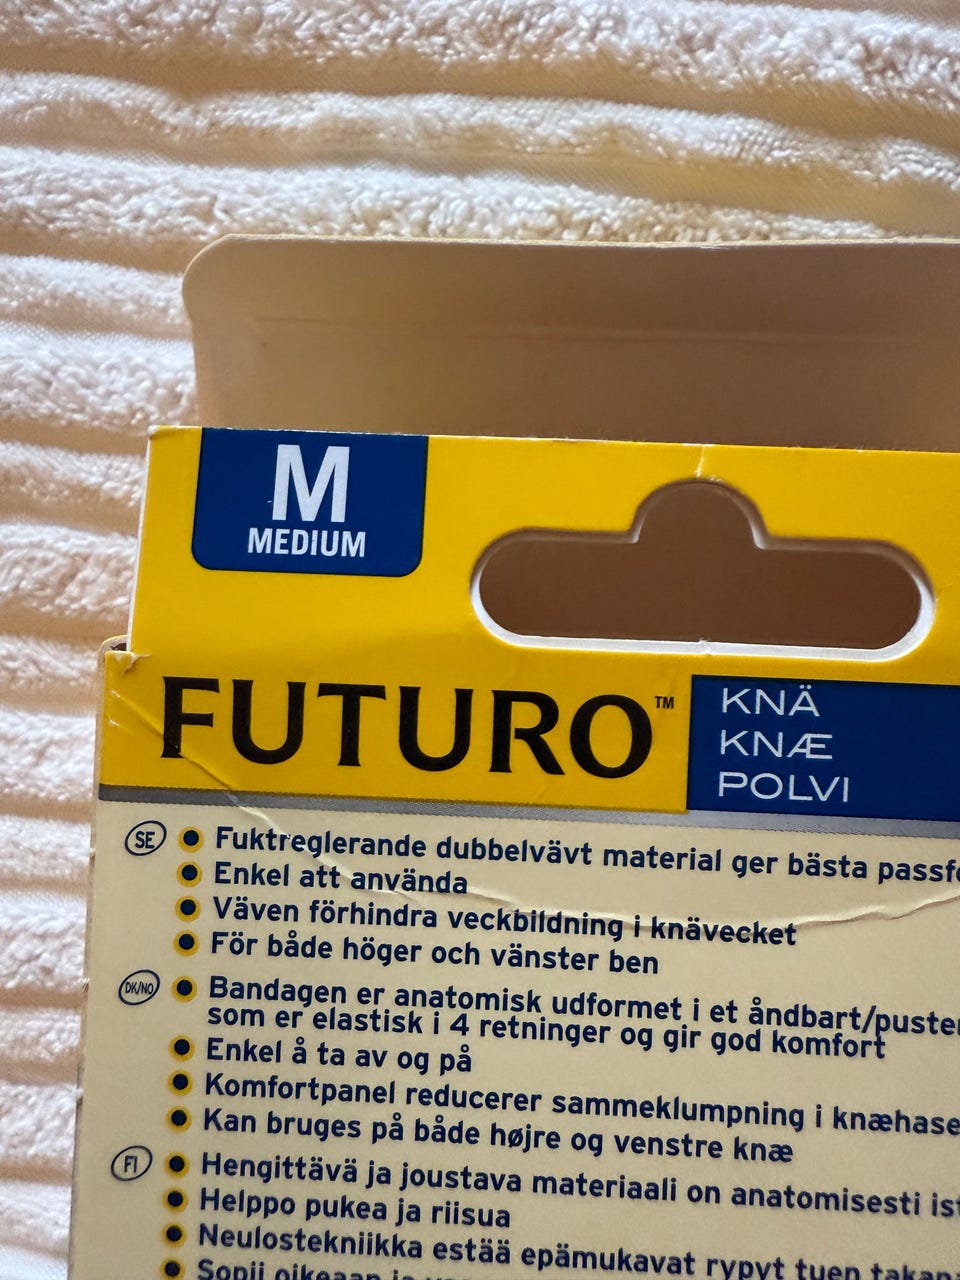 M
MEDIUM
FUTURO™
KNÄ
KNÆ
POLVI
SE
• Fuktreglerande dubbelvävt material ger bästa
• Enkel att använda
• Väven förhindra veckbildning i knävecket
• För både höger och vänster ben
DK/NO
• Bandagen er anatomisk udformet i et åndbart/
som er elastisk i 4 retninger og gir god komfort
• Enkel å ta av og på
• Komfortpanel reducerer sammeklumpning i
• Kan bruges på både højre og venstre knæ
FI
• Hengittävä ja joustava materiaali on anatomisesti
• Helppo pukea ja riisua
• Neulostekniikka estää epämukavat rypyt tuen
• Sopii oikeaan ja